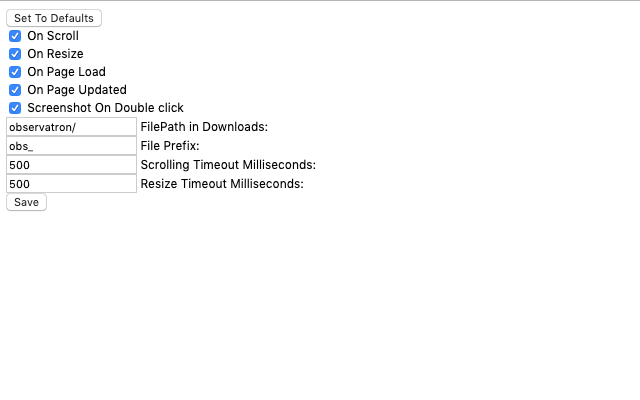 Set To Defaults
On Scroll
On Resize
On Page Load
On Page Updated
Screenshot On Double click
observatron/ FilePath in Downloads:
obs_ File Prefix:
500 Scrolling Timeout Milliseconds:
500 Resize Timeout Milliseconds:
Save